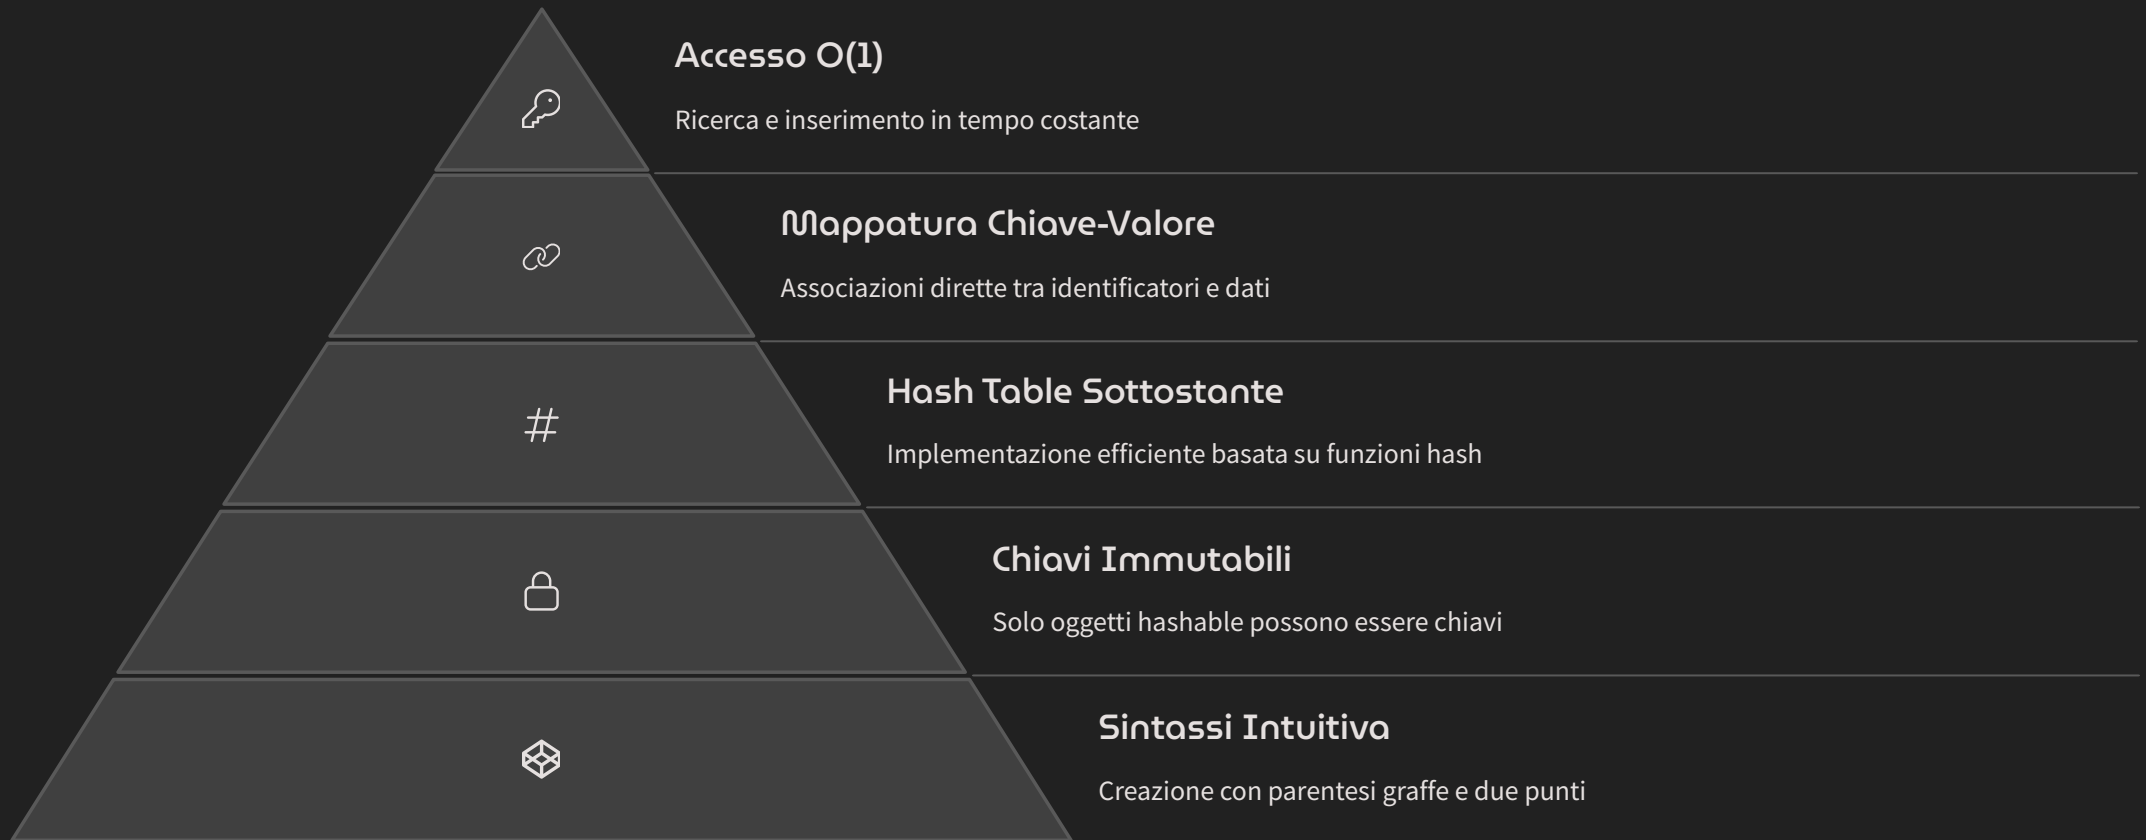 Accesso O(1)
Ricerca e inserimento in tempo costante
Mappatura Chiave-Valore
Associazioni dirette tra identificatori e dati
#
Hash Table Sottostante
Implementazione efficiente basata su funzioni hash
Chiavi Immutabili
Solo oggetti hashable possono essere chiavi
Sintassi Intuitiva
Creazione con parentesi graffe e due punti